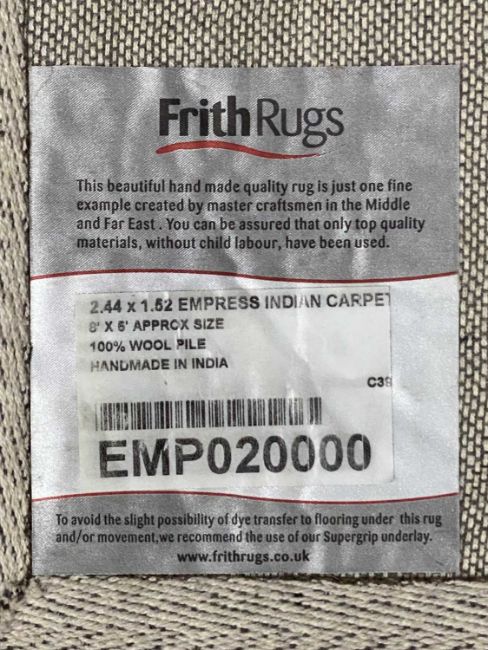 FrithRugs
This beautiful hand made quality rug is just one fine
example created by master craftsmen in the Middle
and Far East . You can be assured that only top quality
materials, without child labour, have been used.
2.44 x 1.52 EMPRESS INDIAN CARPET
8' X 5' APPROX SIZE
100% WOOL PILE
HANDMADE IN INDIA
EMP020000
To avoid the slight possibility of dye transfer to flooring under this rug
and/or movement,we recommend the use of our Supergrip underlay.
www.frithrugs.co.uk